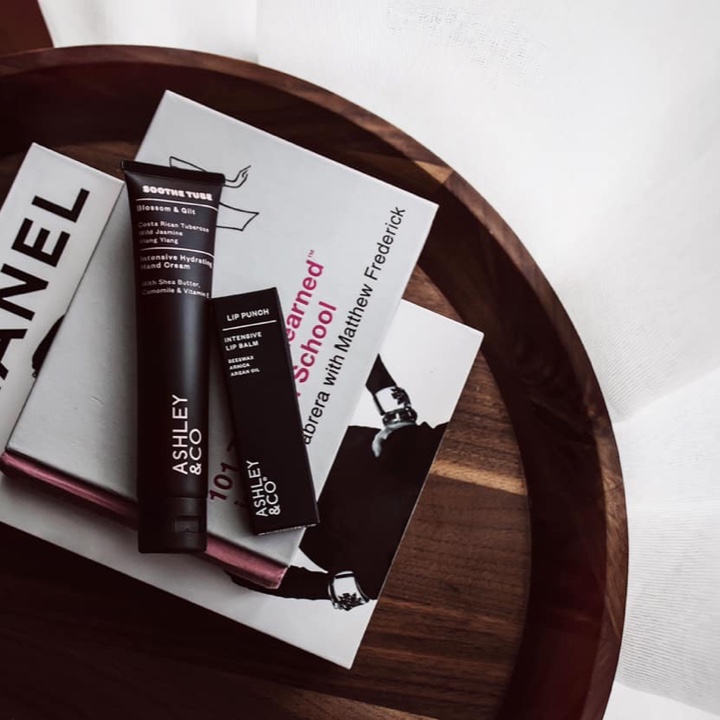 ANEL
SOOTHE TUBE
Blossom & Gilt
Costa Rican Tuberose
Wild Jasmine
Ylang Ylang
Intensive Hydrating
Hand Cream
With Shea Butter,
Camomile & Vitamin E
ASHLEY
&CO
LIP PUNCH
INTENSIVE
LIP BALM
BEESWAX
ARNICA
ARGAN OIL
ASHLEY
&CO
101
earned™
School
abrera with Matthew Frederick